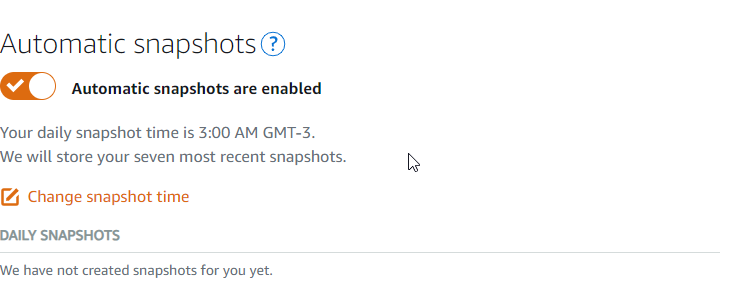 Automatic snapshots ?
Automatic snapshots are enabled
Your daily snapshot time is 3:00 AM GMT-3.
We will store your seven most recent snapshots.
Change snapshot time
DAILY SNAPSHOTS
We have not created snapshots for you yet.